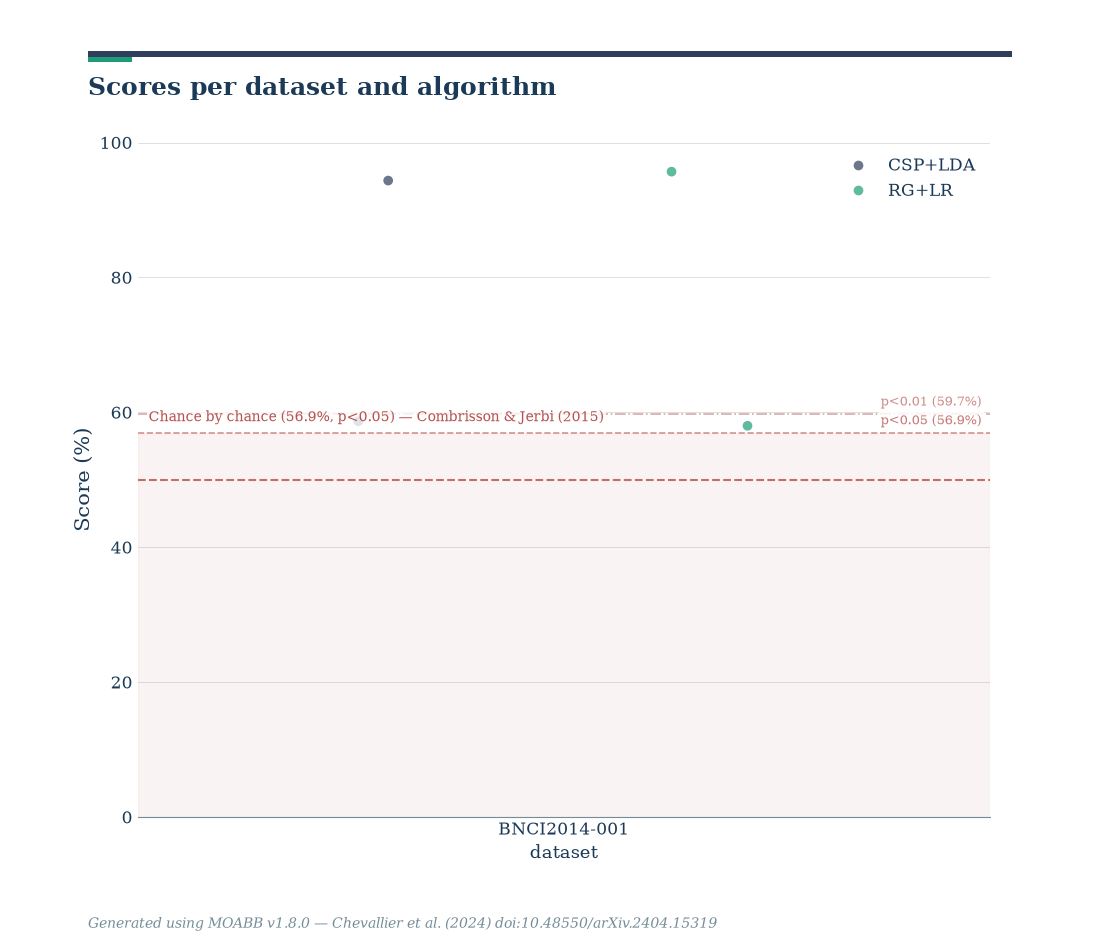 Scores per dataset and algorithm
100
CSP+LDA
RG+LR
80
p<0.01 (59.7%)
60
Chance by chance (56.9%, p<0.05) — Combrisson & Jerbi (2015)
p<0.05 (56.9%)
Score (%)
40
20
0
BNCI2014-001
dataset
Generated using MOABB v1.8.0 — Chevallier et al. (2024) doi:10.48550/arXiv.2404.15319